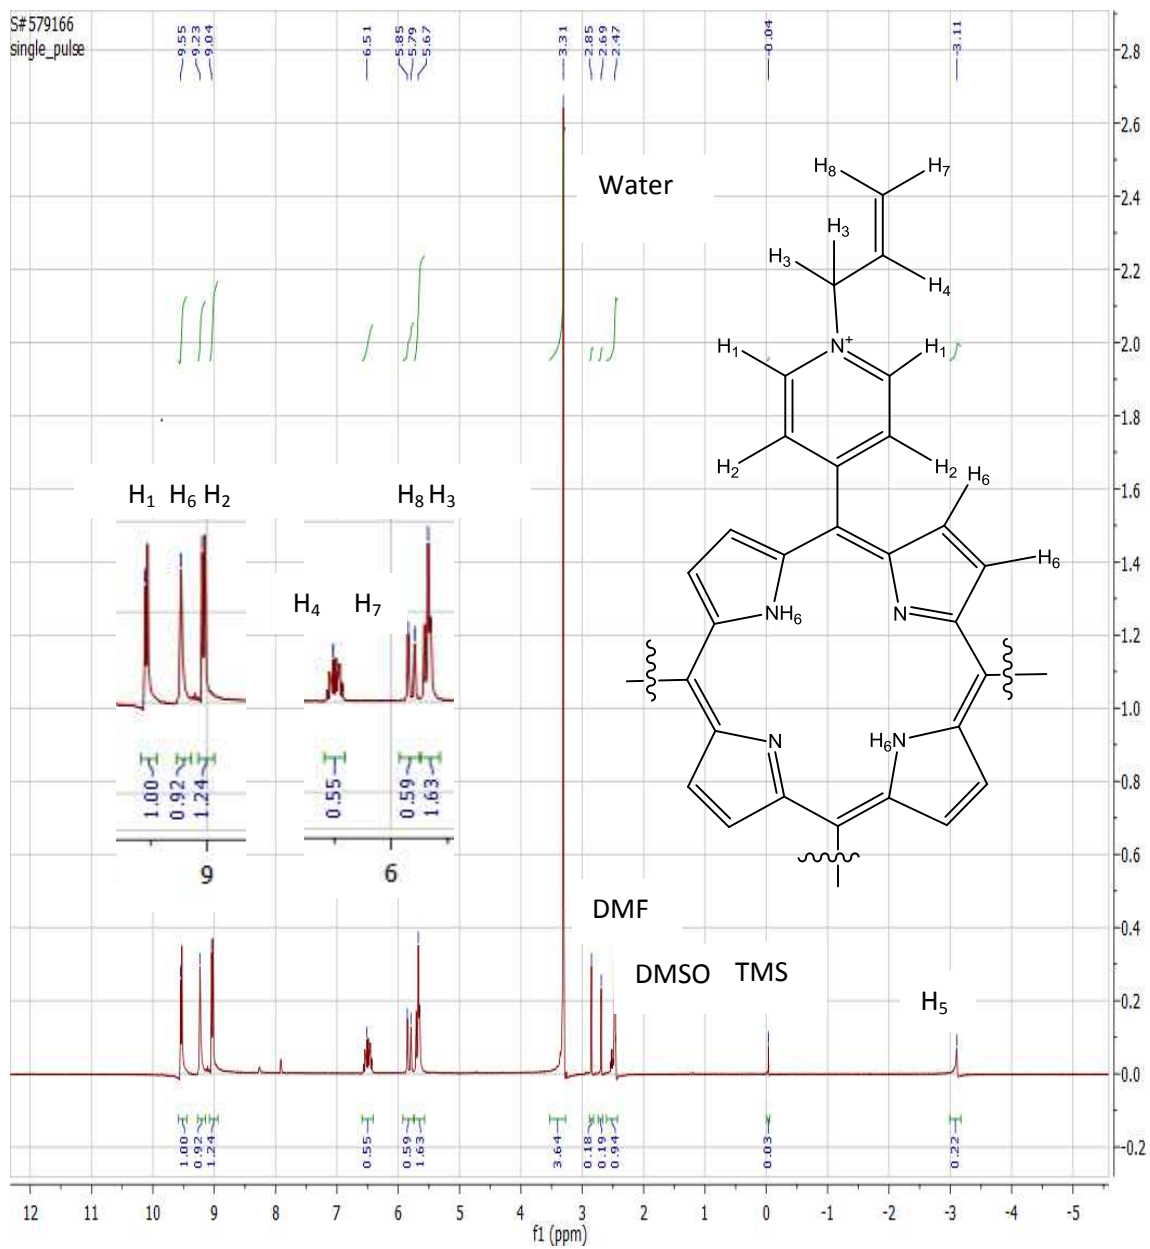 S#579166
single_pulse
9.55
9.23
9.04
6.51
5.85
5.79
5.67
3.31
2.85
2.69
2.47
-0.04
-3.11
2.8
2.6
2.4
2.2
2.0
1.8
1.6
1.4
1.2
1.0
0.8
0.6
0.4
0.2
0.0
-0.2
Water
H₈
H₇
H₃
H₃
H₄
N⁺
H₁
H₁
H₂
H₂
H₆
H₆
NH₆
N
N
H₆N
H₁ H₆ H₂
H₈ H₃
H₄ H₇
1.00
0.92
1.24
0.55
0.59
1.63
9
6
DMF
DMSO TMS
H₅
1.00
0.92
1.24
0.55
0.59
1.63
3.64
0.18
0.19
0.94
0.03
0.22
12 11 10 9 8 7 6 5 4 3 2 1 0 -1 -2 -3 -4 -5
f1 (ppm)